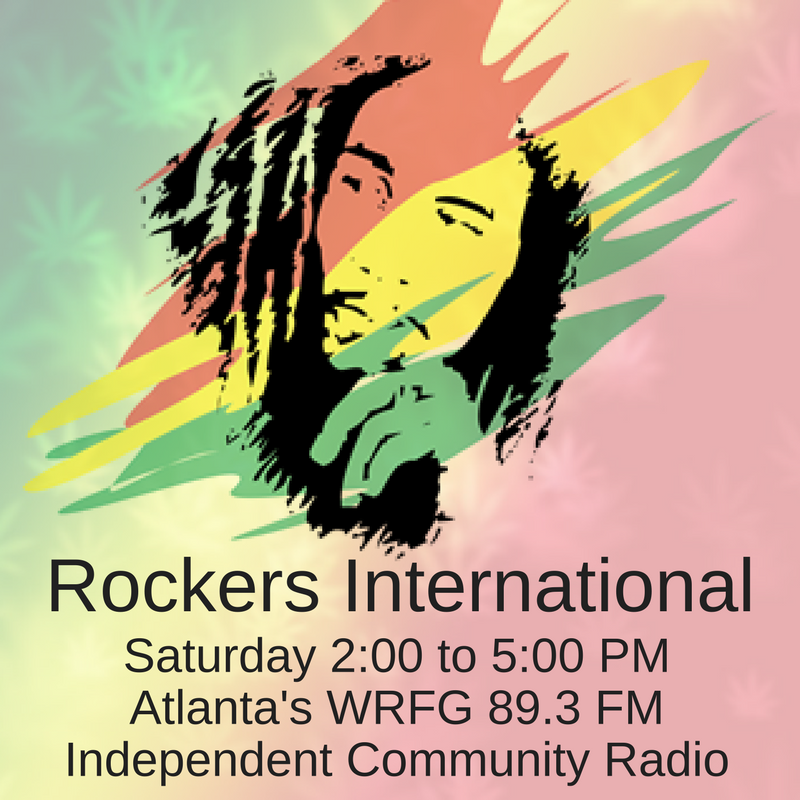 Rockers International
Saturday 2:00 to 5:00 PM
Atlanta's WRFG 89.3 FM
Independent Community Radio